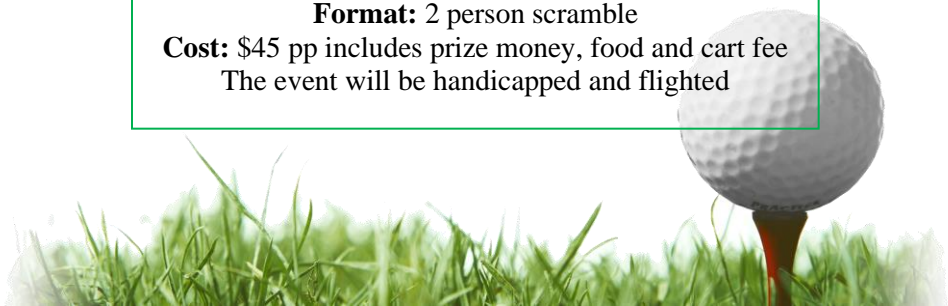 Format: 2 person scramble
Cost: $45 pp includes prize money, food and cart fee
The event will be handicapped and flighted
PRACTICE